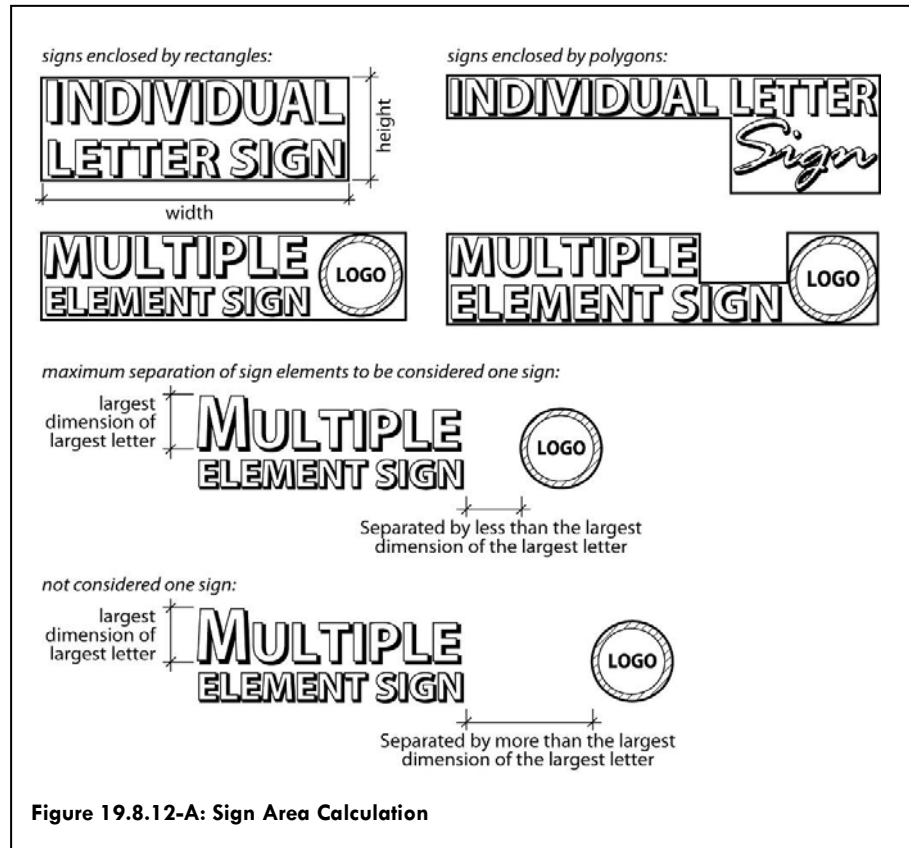 signs enclosed by rectangles:
INDIVIDUAL
LETTER SIGN
height
width
signs enclosed by polygons:
INDIVIDUAL LETTER
Sign
MULTIPLE
ELEMENT SIGN
LOGO
MULTIPLE
ELEMENT SIGN
LOGO
maximum separation of sign elements to be considered one sign:
largest
dimension of
largest letter
MULTIPLE
ELEMENT SIGN
LOGO
Separated by less than the largest
dimension of the largest letter
not considered one sign:
largest
dimension of
largest letter
MULTIPLE
ELEMENT SIGN
LOGO
Separated by more than the largest
dimension of the largest letter
Figure 19.8.12-A: Sign Area Calculation